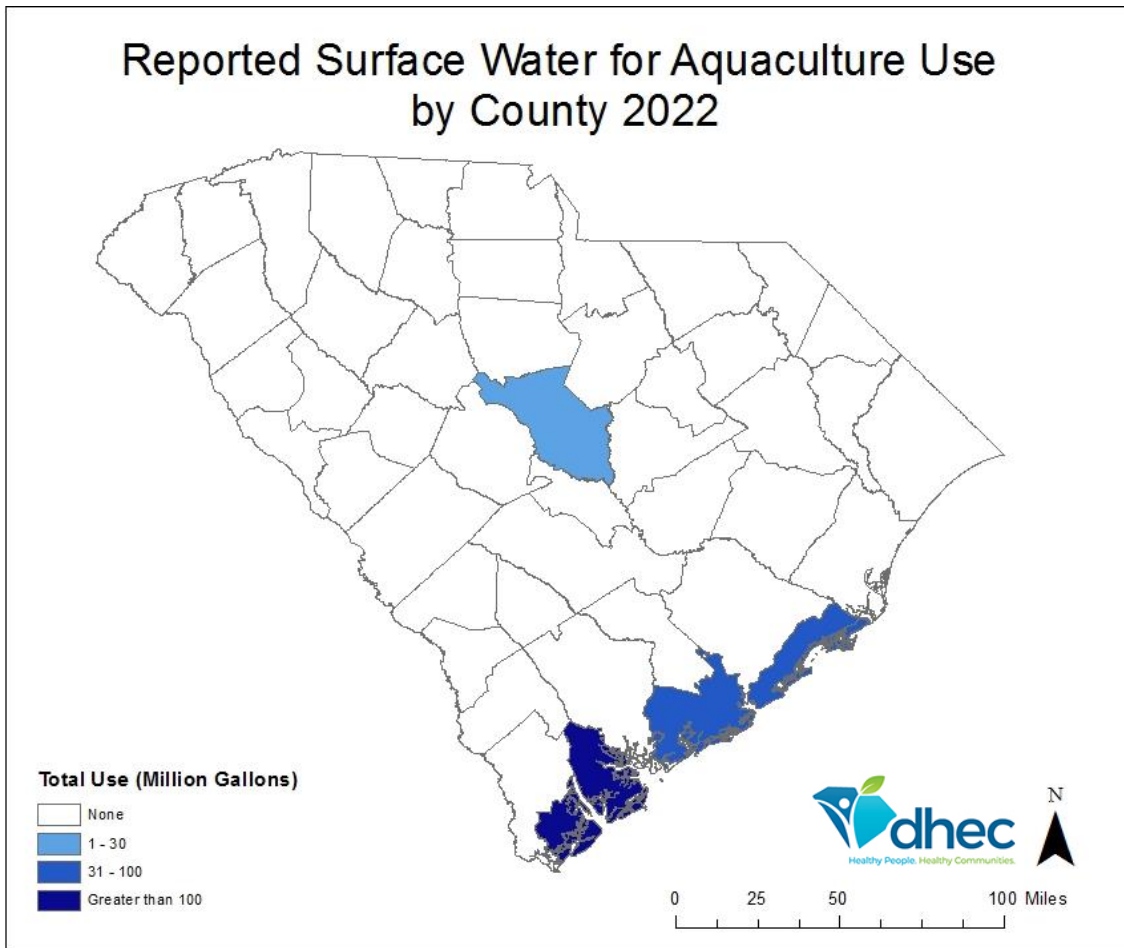 Reported Surface Water for Aquaculture Use
by County 2022
Total Use (Million Gallons)
None
1 - 30
31 - 100
Greater than 100
dhec
Healthy People. Healthy Communities.
N
0 25 50 100 Miles